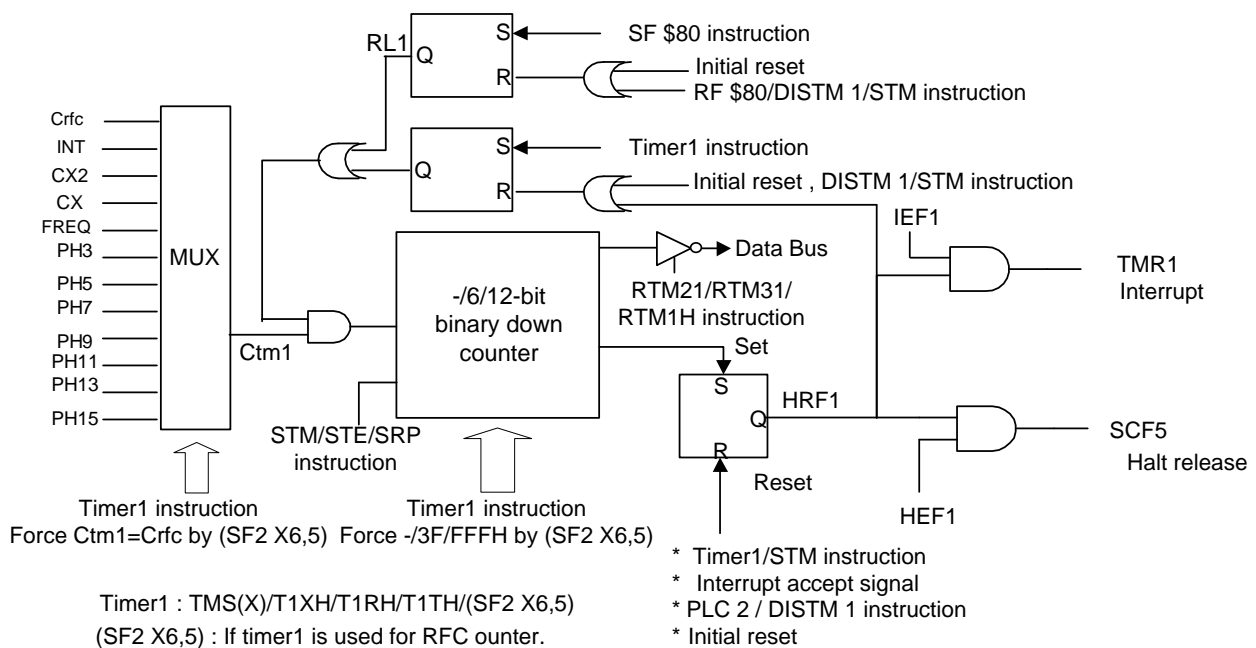 SF $80 instruction
RL1
S
Q
R
Initial reset
RF $80/DISTM 1/STM instruction
Crfc
INT
CX2
CX
FREQ
PH3
PH5
PH7
PH9
PH11
PH13
PH15
MUX
S
Q
R
Timer1 instruction
Initial reset , DISTM 1/STM instruction
IEF1
TMR1
Interrupt
Data Bus
RTM21/RTM31/
RTM1H instruction
-/6/12-bit
binary down
counter
Ctm1
Set
S
Q
R
HRF1
Reset
SCF5
Halt release
HEF1
STM/STE/SRP
instruction
Timer1 instruction
Force Ctm1=Crfc by (SF2 X6,5)
Timer1 instruction
Force -/3F/FFFH by (SF2 X6,5)
* Timer1/STM instruction
* Interrupt accept signal
* PLC 2 / DISTM 1 instruction
* Initial reset
Timer1 : TMS(X)/T1XH/T1RH/T1TH/(SF2 X6,5)
(SF2 X6,5) : If timer1 is used for RFC ounter.